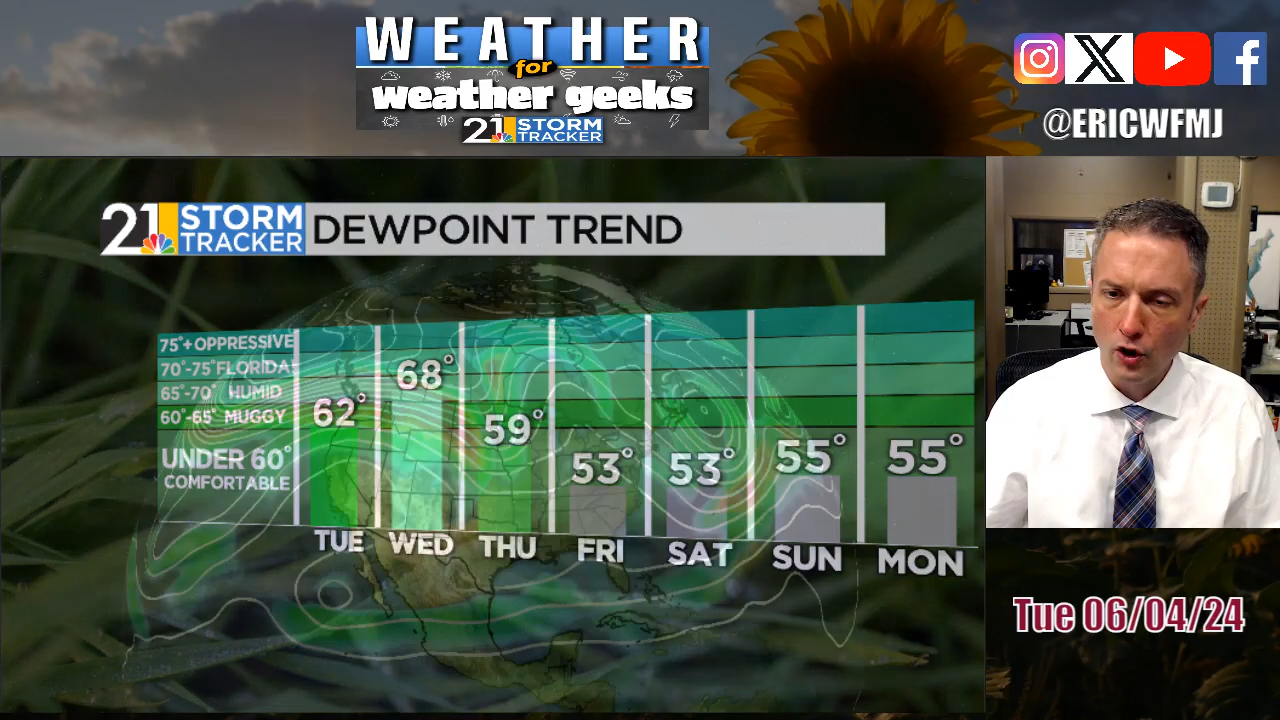 WEATHER
for
weather geeks
21 STORM
TRACKER
@ERICWFMJ
21 STORM
TRACKER
DEWPOINT TREND
75°+ OPPRESSIVE
70°-75° FLORIDA
65°-70° HUMID
60°-65° MUGGY
UNDER 60°
COMFORTABLE
62°
68°
59°
53°
53°
55°
55°
TUE WED THU FRI SAT SUN MON
Tue 06/04/24